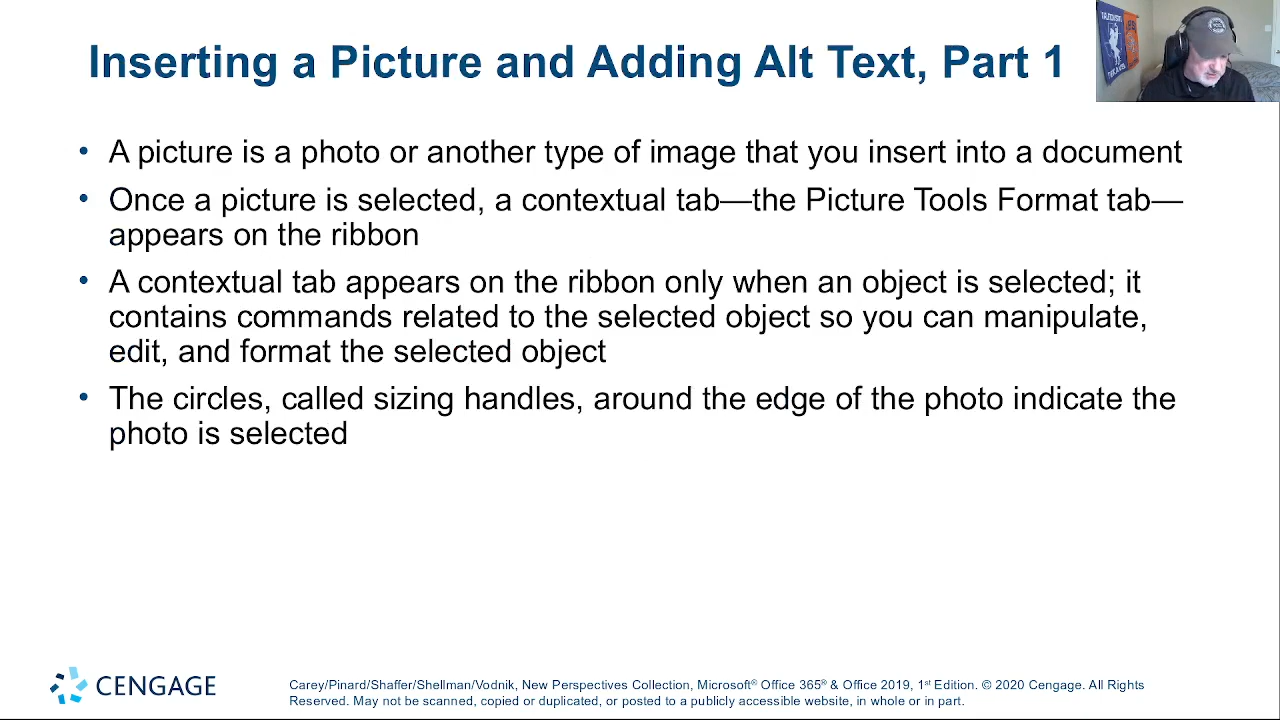 Inserting a Picture and Adding Alt Text, Part 1
• A picture is a photo or another type of image that you insert into a document
• Once a picture is selected, a contextual tab—the Picture Tools Format tab—
appears on the ribbon
• A contextual tab appears on the ribbon only when an object is selected; it
contains commands related to the selected object so you can manipulate,
edit, and format the selected object
• The circles, called sizing handles, around the edge of the photo indicate the
photo is selected
CENGAGE
Carey/Pinard/Shaffer/Shellman/Vodnik, New Perspectives Collection, Microsoft® Office 365® & Office 2019, 1st Edition. © 2020 Cengage. All Rights
Reserved. May not be scanned, copied or duplicated, or posted to a publicly accessible website, in whole or in part.